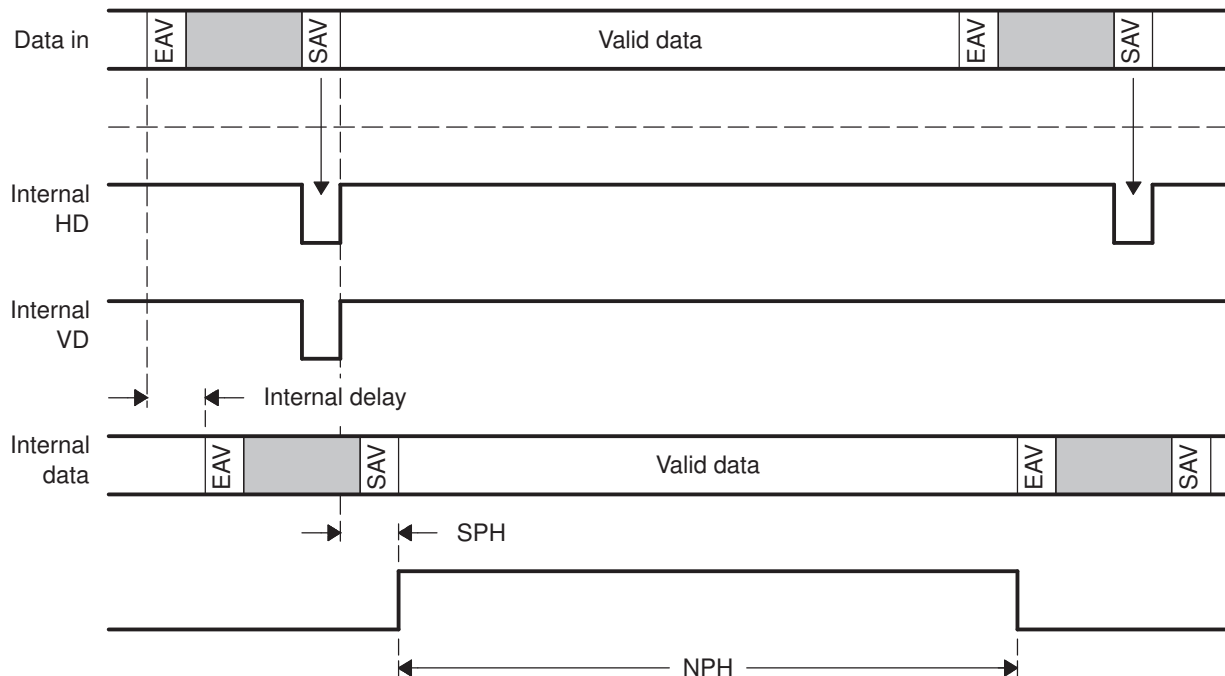 Data in
EAV
SAV
Valid data
EAV
SAV
Internal
HD
Internal
VD
Internal delay
Internal
data
EAV
SAV
Valid data
EAV
SAV
SPH
NPH